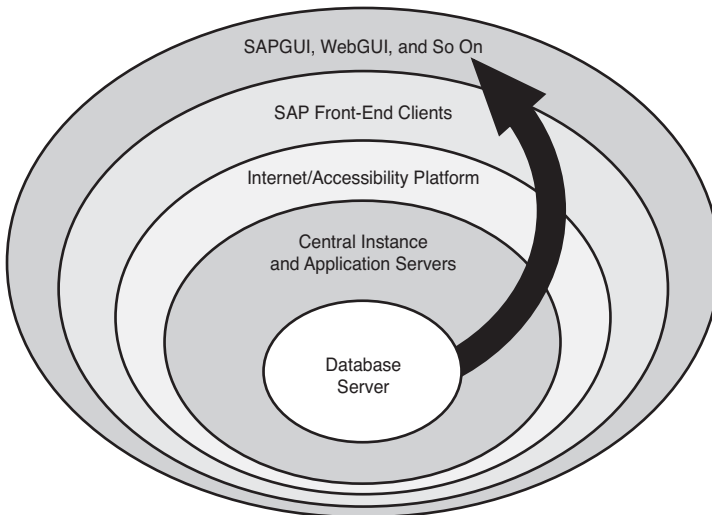 SAPGUI, WebGUI, and So On
SAP Front-End Clients
Internet/Accessibility Platform
Central Instance
and Application Servers
Database
Server